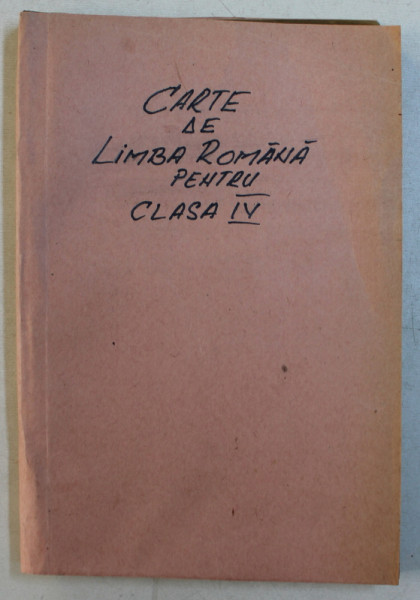 CARTE
DE
LIMBA ROMÂNĂ
PENTRU
CLASA IV